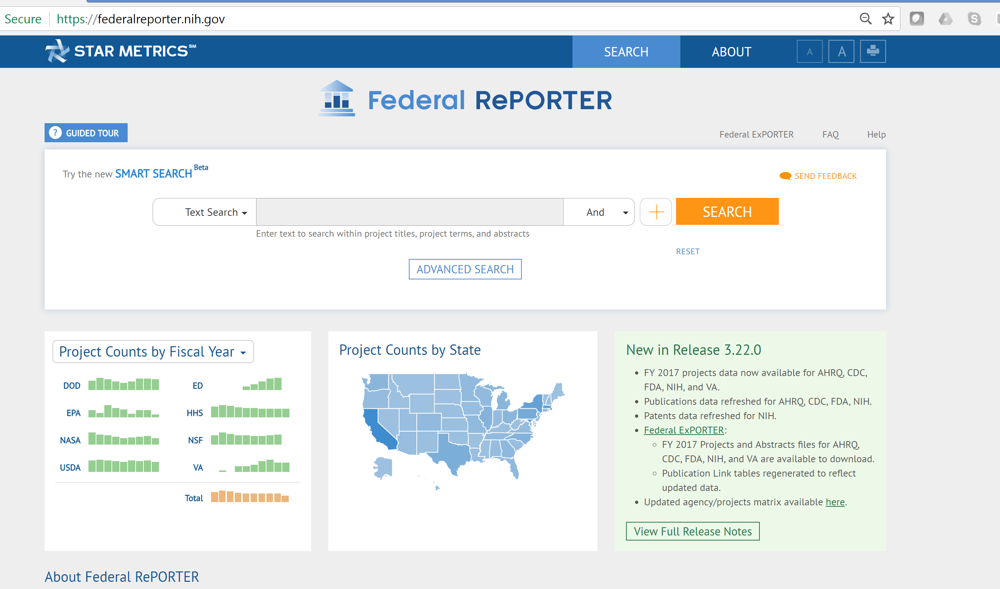 Secure https://federalreporter.nih.gov
S
STAR METRICS℠
SEARCH
ABOUT
A
A
Federal RePORTER
? GUIDED TOUR
Federal ExPORTER
FAQ
Help
Try the new SMART SEARCH Beta
SEND FEEDBACK
Text Search
And
SEARCH
Enter text to search within project titles, project terms, and abstracts
RESET
ADVANCED SEARCH
Project Counts by Fiscal Year
DOD
ED
EPA
HHS
NASA
NSF
USDA
VA
Total
Project Counts by State
New in Release 3.22.0
• FY 2017 projects data now available for AHRQ, CDC,
FDA, NIH, and VA.
• Publications data refreshed for AHRQ, CDC, FDA, NIH.
• Patents data refreshed for NIH.
• Federal ExPORTER:
◦ FY 2017 Projects and Abstracts files for AHRQ,
CDC, FDA, NIH, and VA are available to download.
◦ Publication Link tables regenerated to reflect
updated data.
• Updated agency/projects matrix available here.
View Full Release Notes
About Federal RePORTER